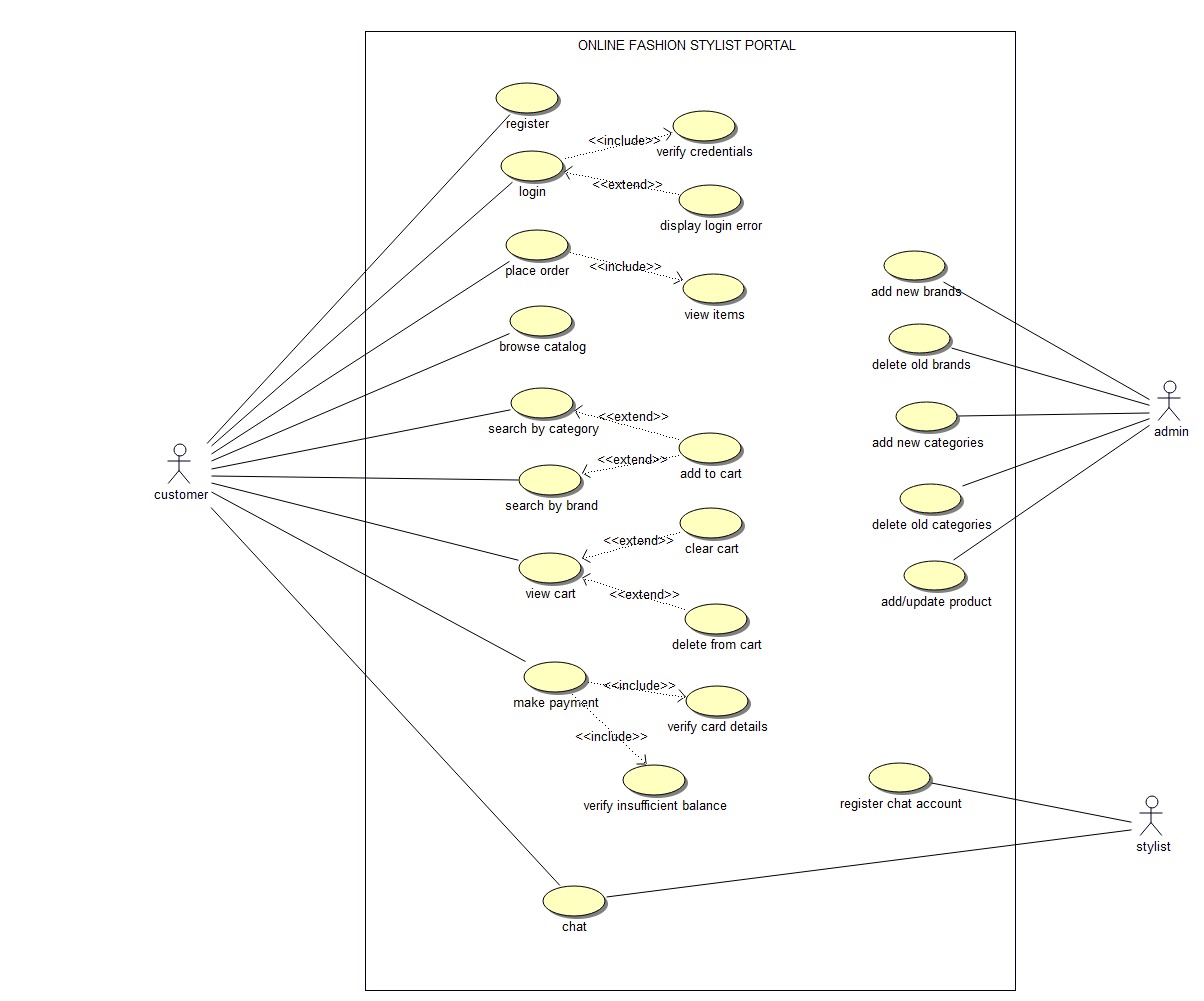 ONLINE FASHION STYLIST PORTAL
register
<<include>>
verify credentials
login
<<extend>>
display login error
place order
<<include>>
view items
add new brands
browse catalog
delete old brands
search by category
<<extend>>
add new categories
admin
search by brand
<<extend>>
add to cart
customer
delete old categories
view cart
<<extend>>
clear cart
<<extend>>
delete from cart
add/update product
make payment
<<include>>
verify card details
<<include>>
verify insufficient balance
register chat account
stylist
chat